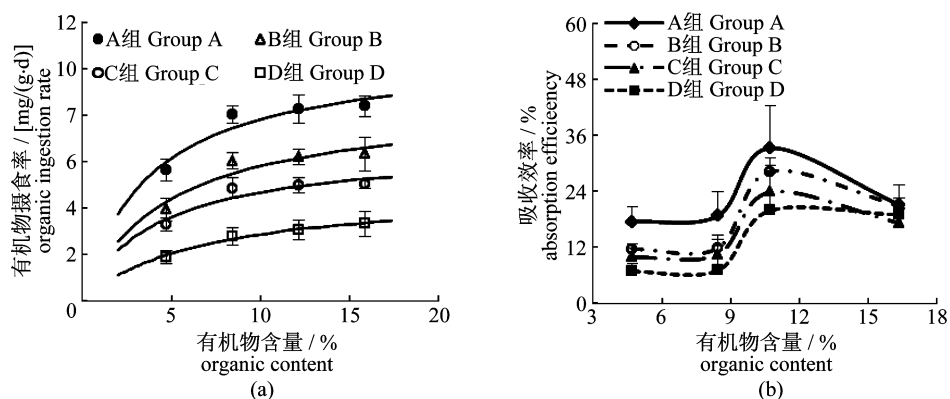 12
10
7
6
4
2
0
5
10
15
20
有机物摄食率 / [mg/(g·d)]
organic ingestion rate
A组 Group A
B组 Group B
C组 Group C
D组 Group D
有机物含量 / %
organic content
(a)
60
48
36
24
12
0
3
6
9
12
15
18
吸收效率 / %
absorption efficieency
A组 Group A
B组 Group B
C组 Group C
D组 Group D
有机物含量 / %
organic content
(b)